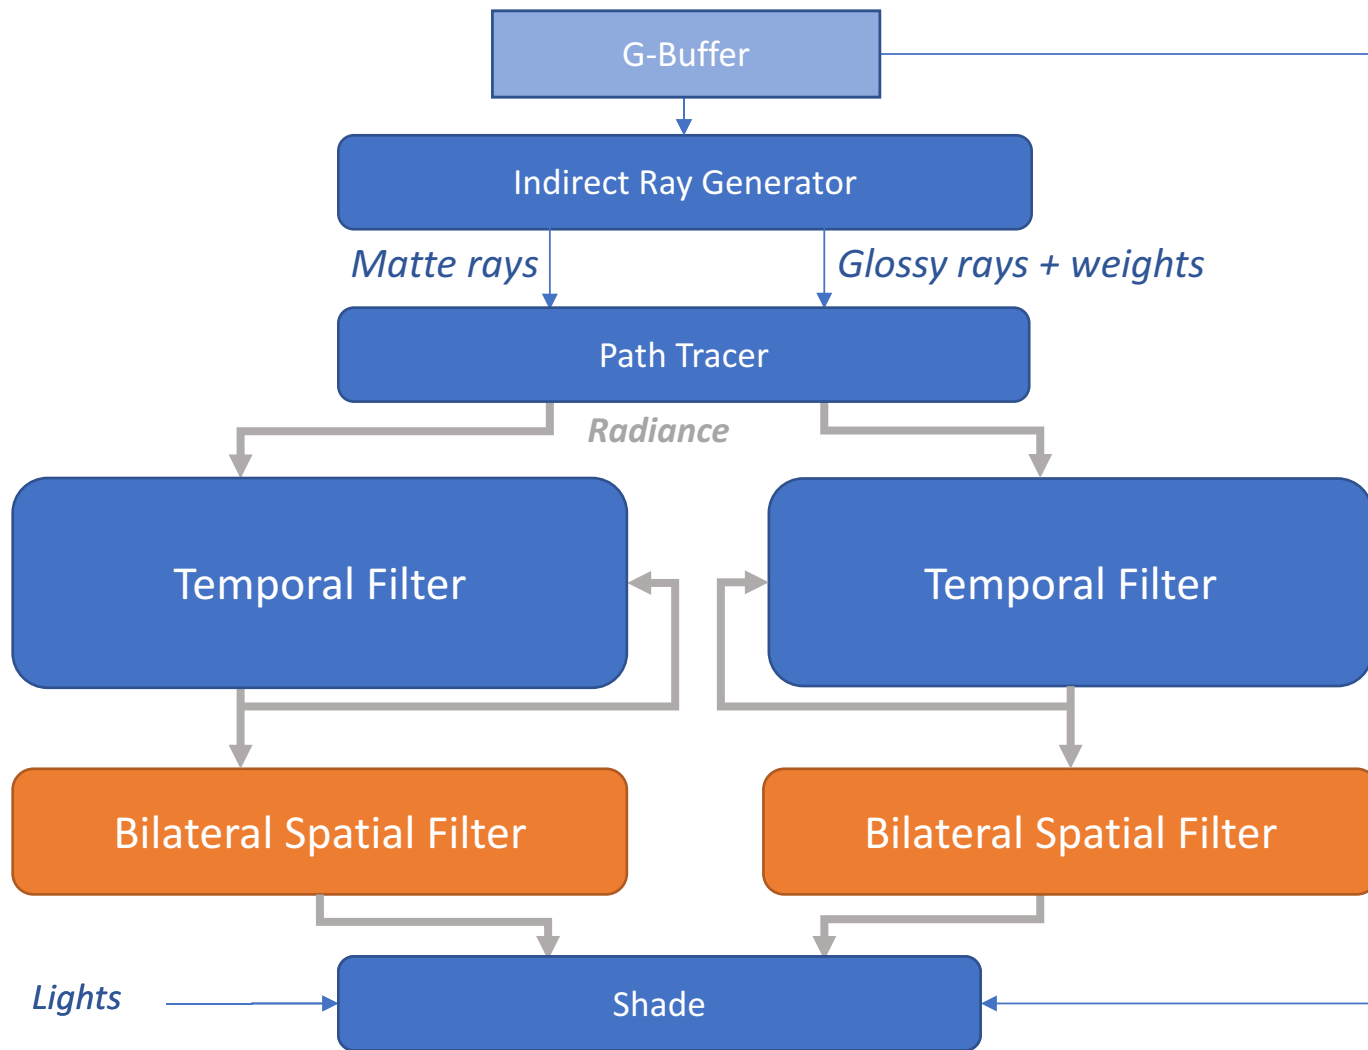 G-Buffer
Indirect Ray Generator
Matte rays
Glossy rays + weights
Path Tracer
Radiance
Temporal Filter
Temporal Filter
Bilateral Spatial Filter
Bilateral Spatial Filter
Lights
Shade